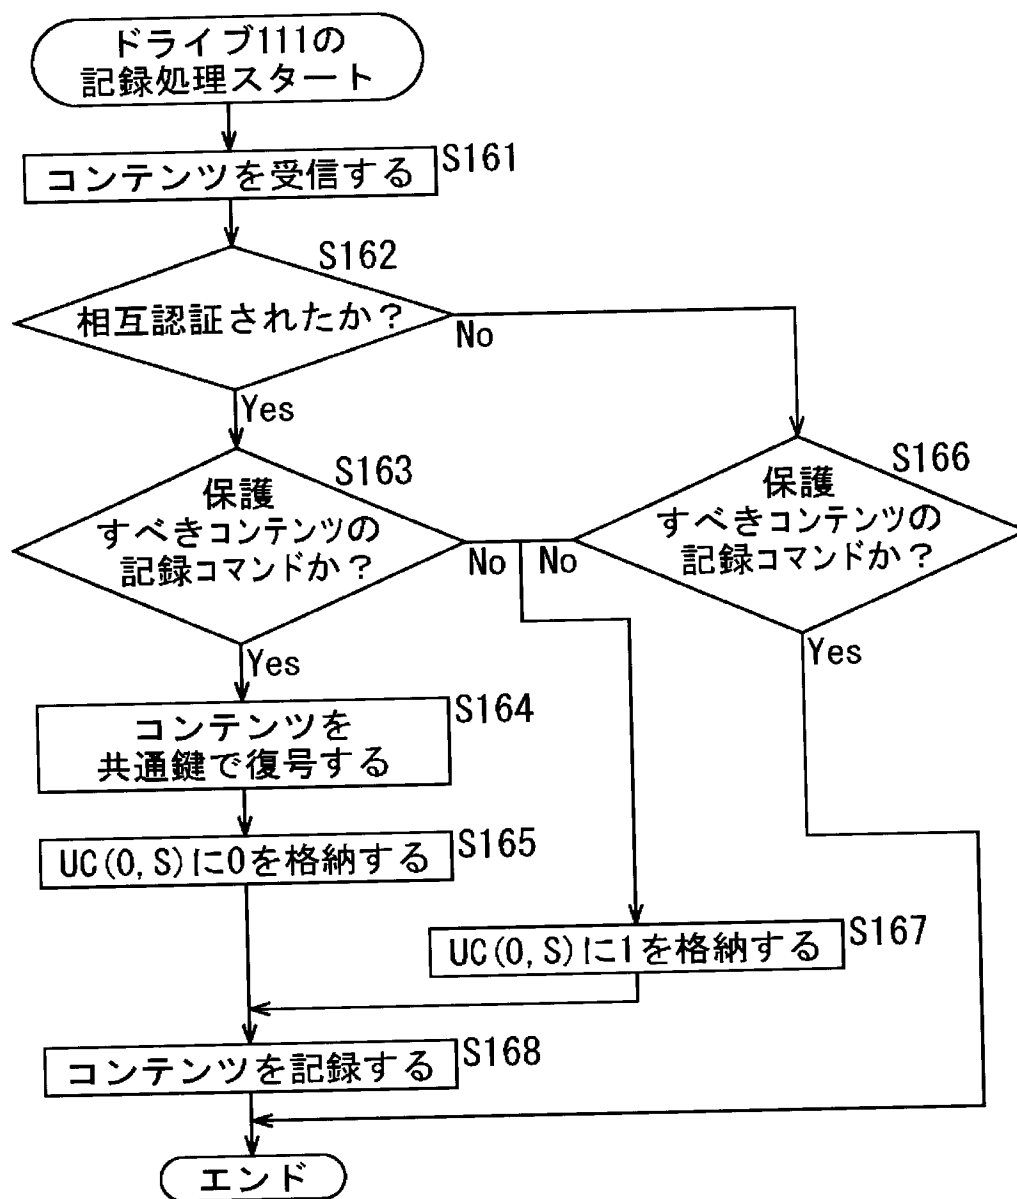 ドライブ111の
記録処理スタート
コンテンツを受信する
S161
S162
相互認証されたか？
No
Yes
S163
保護
すべきコンテンツの
記録コマンドか？
No
No
S166
保護
すべきコンテンツの
記録コマンドか？
Yes
Yes
S164
コンテンツを
共通鍵で復号する
UC(0,S)に0を格納する
S165
UC(0,S)に1を格納する
S167
コンテンツを記録する
S168
エンド